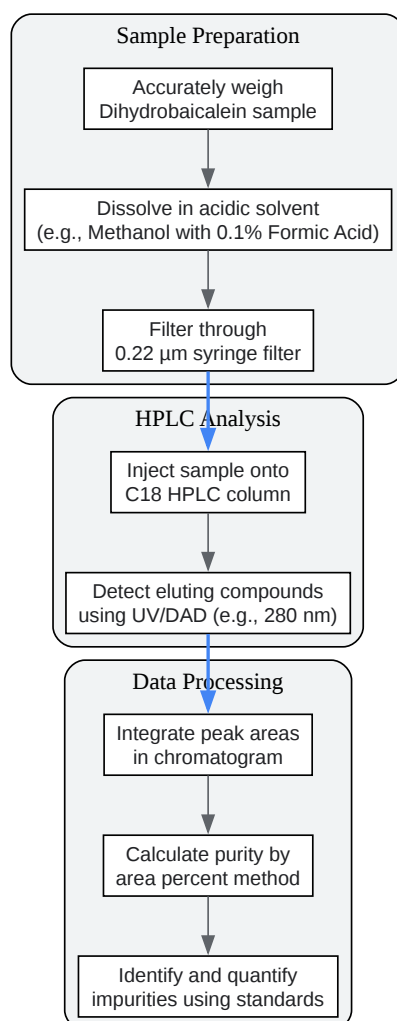 Sample Preparation
Accurately weigh
Dihydrobaicalein sample
Dissolve in acidic solvent
(e.g., Methanol with 0.1% Formic Acid)
Filter through
0.22 µm syringe filter
HPLC Analysis
Inject sample onto
C18 HPLC column
Detect eluting compounds
using UV/DAD (e.g., 280 nm)
Data Processing
Integrate peak areas
in chromatogram
Calculate purity by
area percent method
Identify and quantify
impurities using standards